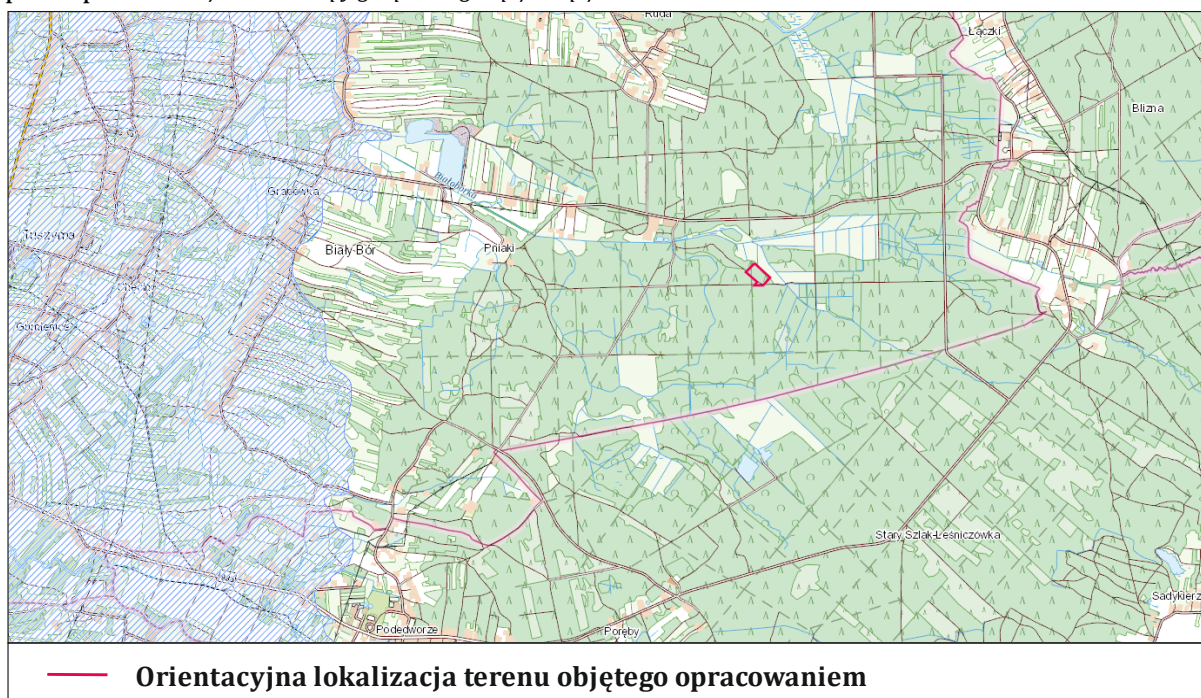 Ruda
Łączki
Blizna
Grabówka
Białoborka
Tuszyma
Biały Bór
Pniaki
Stary Szlak-Leśniczówka
Podedworze
Poręby
Sadykierz
Orientacyjna lokalizacja terenu objętego opracowaniem